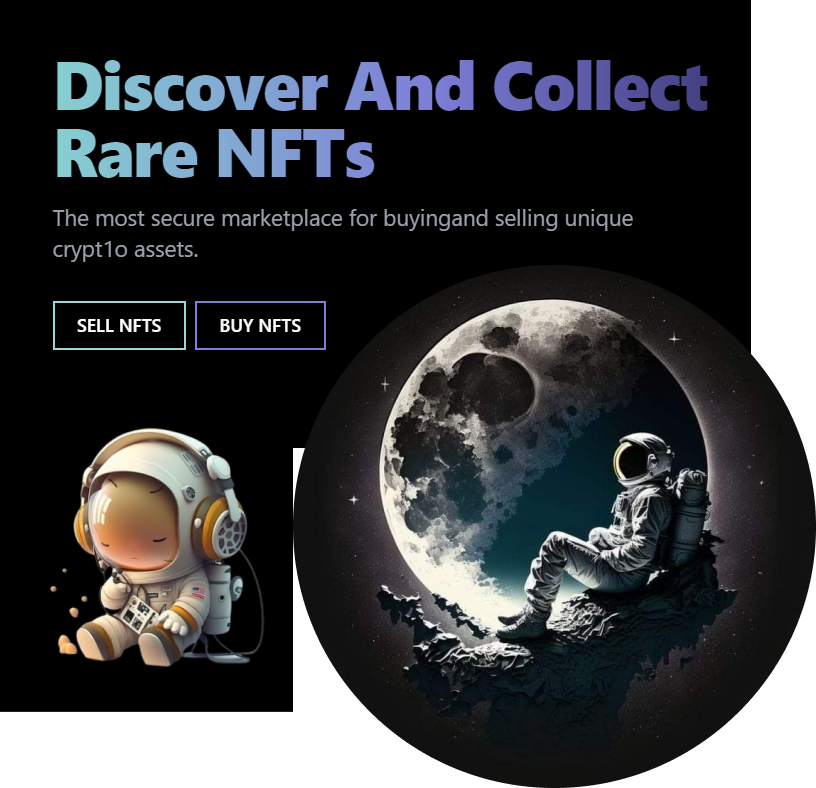 Discover And Collect
Rare NFTs
The most secure marketplace for buyingand selling unique
crypt1o assets.
SELL NFTS
BUY NFTS